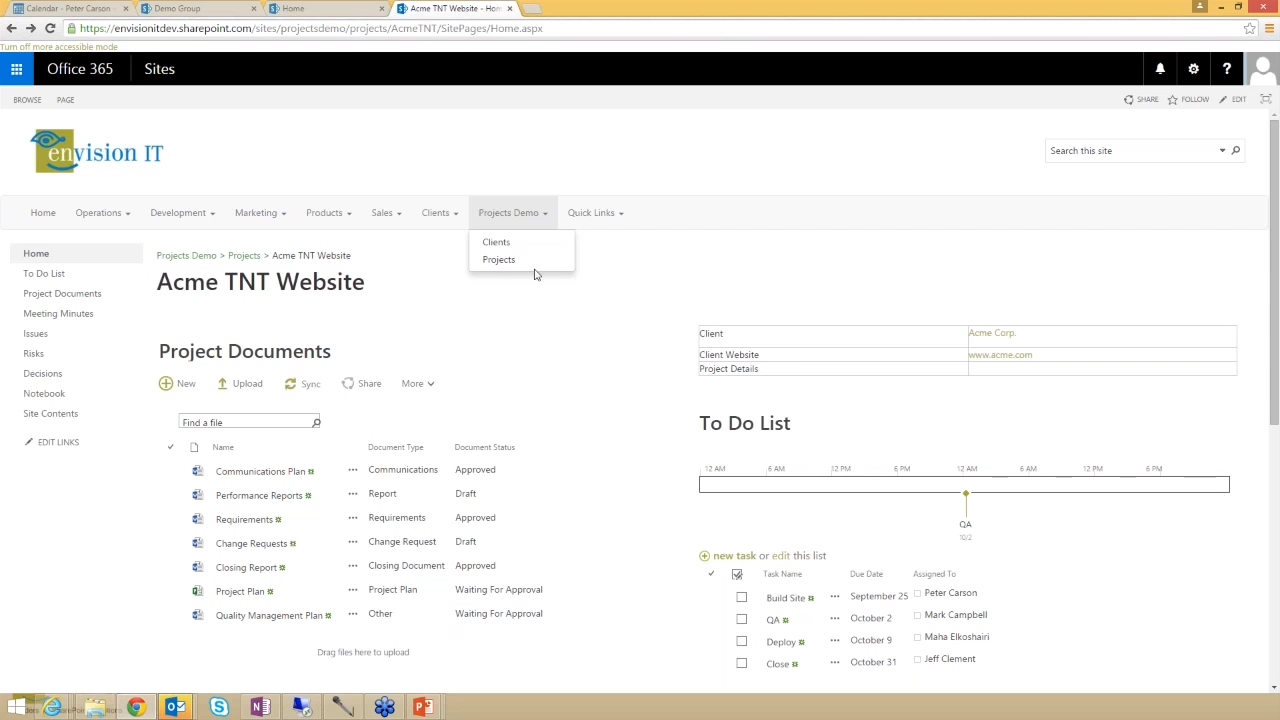 Calendar - Peter Carson - Demo Group Home Acme TNT Website - Hom
https://envisionitdev.sharepoint.com/sites/projectsdemo/projects/AcmeTNT/SitePages/Home.aspx
Turn off more accessible mode
Office 365 Sites ?
BROWSE PAGE SHARE FOLLOW EDIT
envision IT
Search this site
Home Operations Development Marketing Products Sales Clients Projects Demo Quick Links
Clients
Projects
Home
To Do List
Project Documents
Meeting Minutes
Issues
Risks
Decisions
Notebook
Site Contents
EDIT LINKS
Projects Demo > Projects > Acme TNT Website
Acme TNT Website
Project Documents
New Upload Sync Share More
Find a file
Name Document Type Document Status
Communications Plan ... Communications Approved
Performance Reports ... Report Draft
Requirements ... Requirements Approved
Change Requests ... Change Request Draft
Closing Report ... Closing Document Approved
Project Plan ... Project Plan Waiting For Approval
Quality Management Plan ... Other Waiting For Approval
Drag files here to upload
Client Acme Corp.
Client Website www.acme.com
Project Details
To Do List
12 AM 6 AM 12 PM 6 PM 12 AM 6 AM 12 PM 6 PM
QA
10/2
new task or edit this list
Task Name Due Date Assigned To
Build Site ... September 25 Peter Carson
QA ... October 2 Mark Campbell
Deploy ... October 9 Maha Elkoshairi
Close ... October 31 Jeff Clement